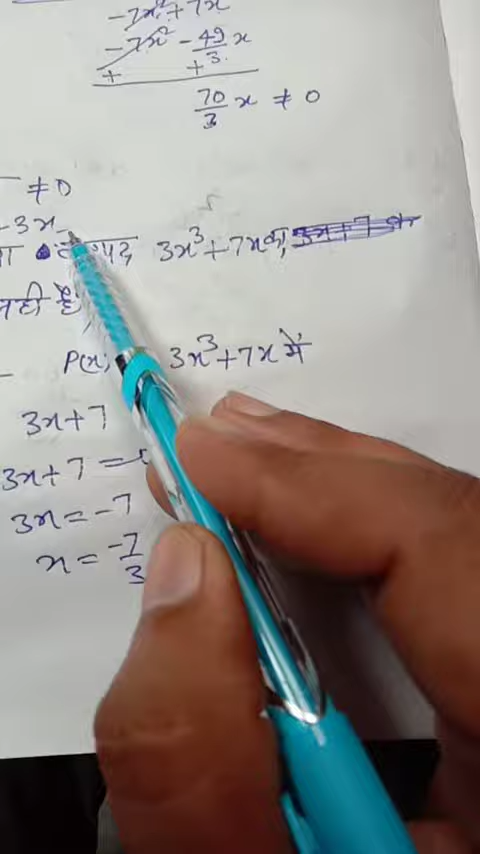 -7x² + 7x
-7x² - 49/3 x
+ +
70/3 x ≠ 0
≠ 0
-3x
3x³ + 7x का,
नही है
P(x) 3x³ + 7x में
3x + 7
3x + 7 =
3x = -7
x = -7/3